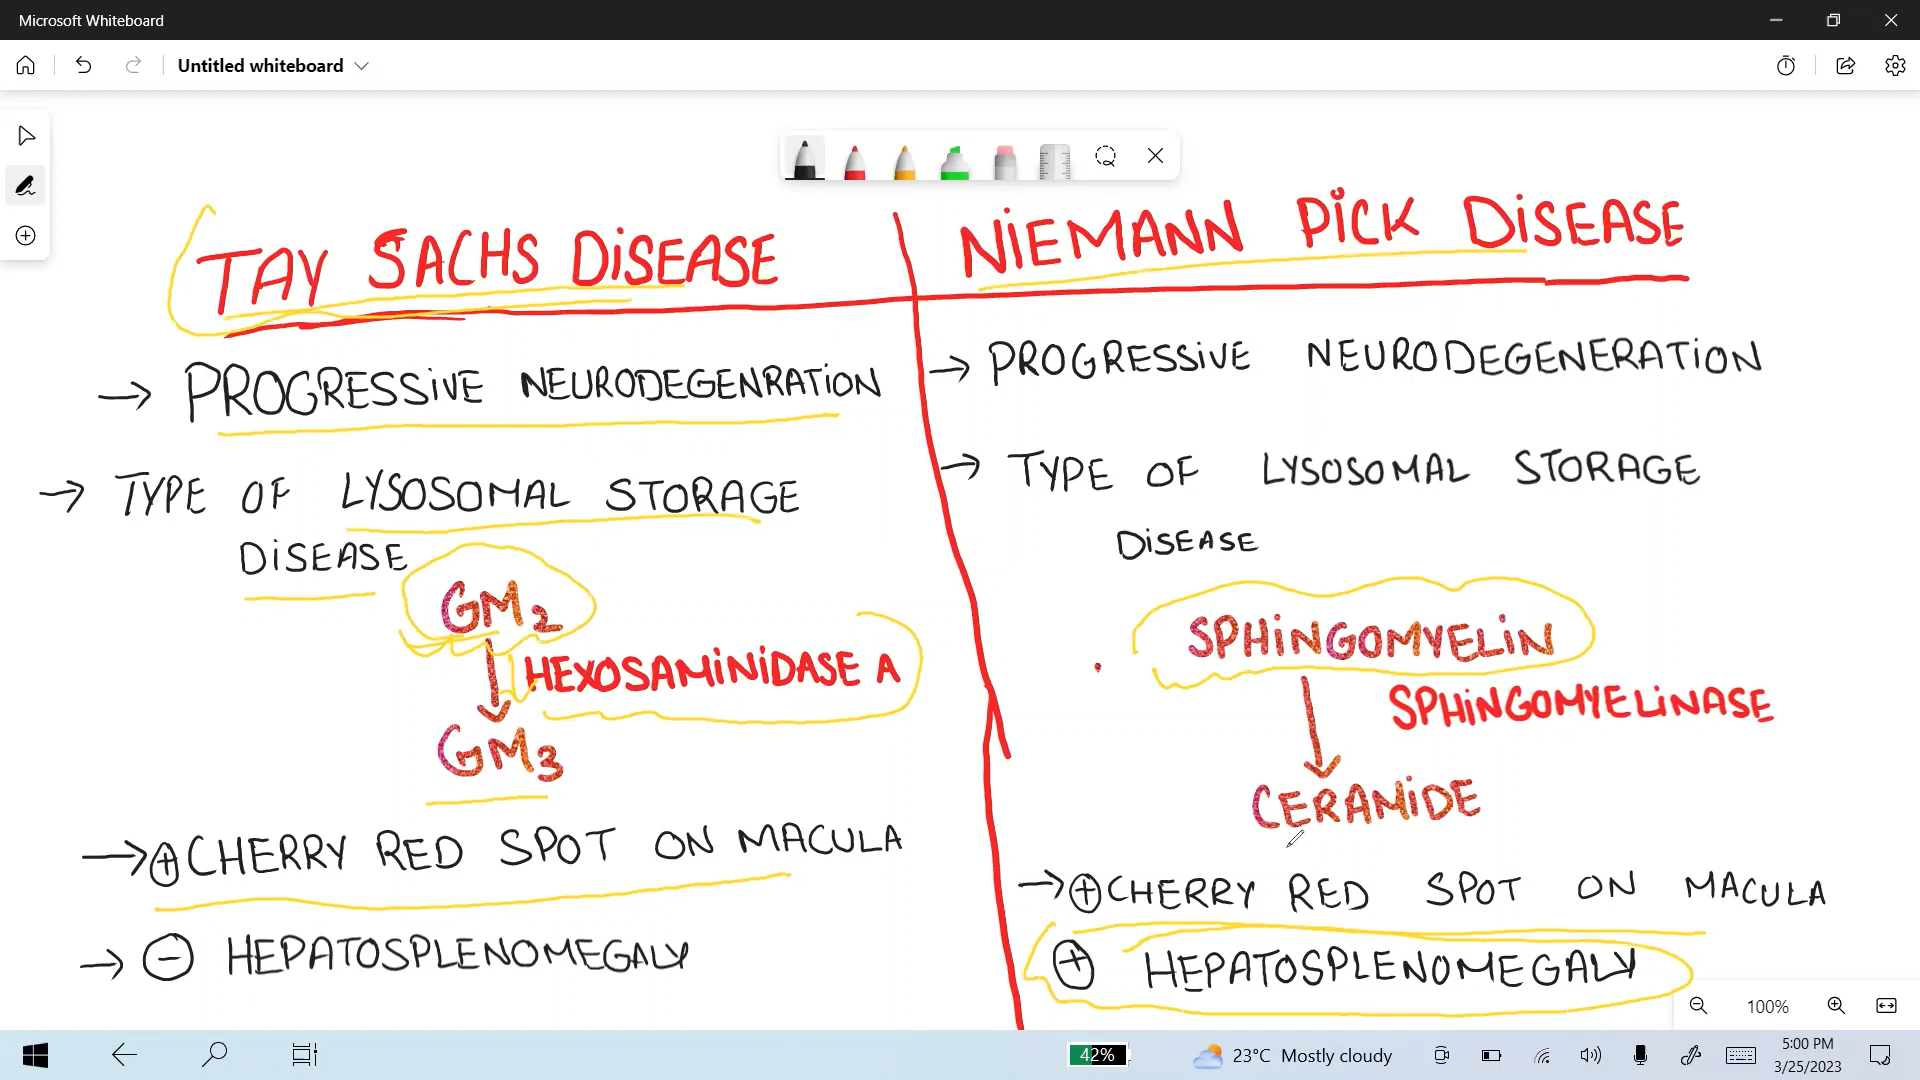 Microsoft Whiteboard
Untitled whiteboard
TAY SACHS DISEASE
→ PROGRESSIVE NEURODEGENRATION
→ TYPE OF LYSOSOMAL STORAGE
DISEASE
GM2
↓ HEXOSAMINIDASE A
GM3
→ ⊕ CHERRY RED SPOT ON MACULA
→ ⊖ HEPATOSPLENOMEGALY
NIEMANN PICK DISEASE
→ PROGRESSIVE NEURODEGENERATION
→ TYPE OF LYSOSOMAL STORAGE
DISEASE
SPHINGOMYELIN
↓ SPHINGOMYELINASE
CERAMIDE
→ ⊕ CHERRY RED SPOT ON MACULA
⊕ HEPATOSPLENOMEGALY
100%
42%
23°C Mostly cloudy
5:00 PM
3/25/2023